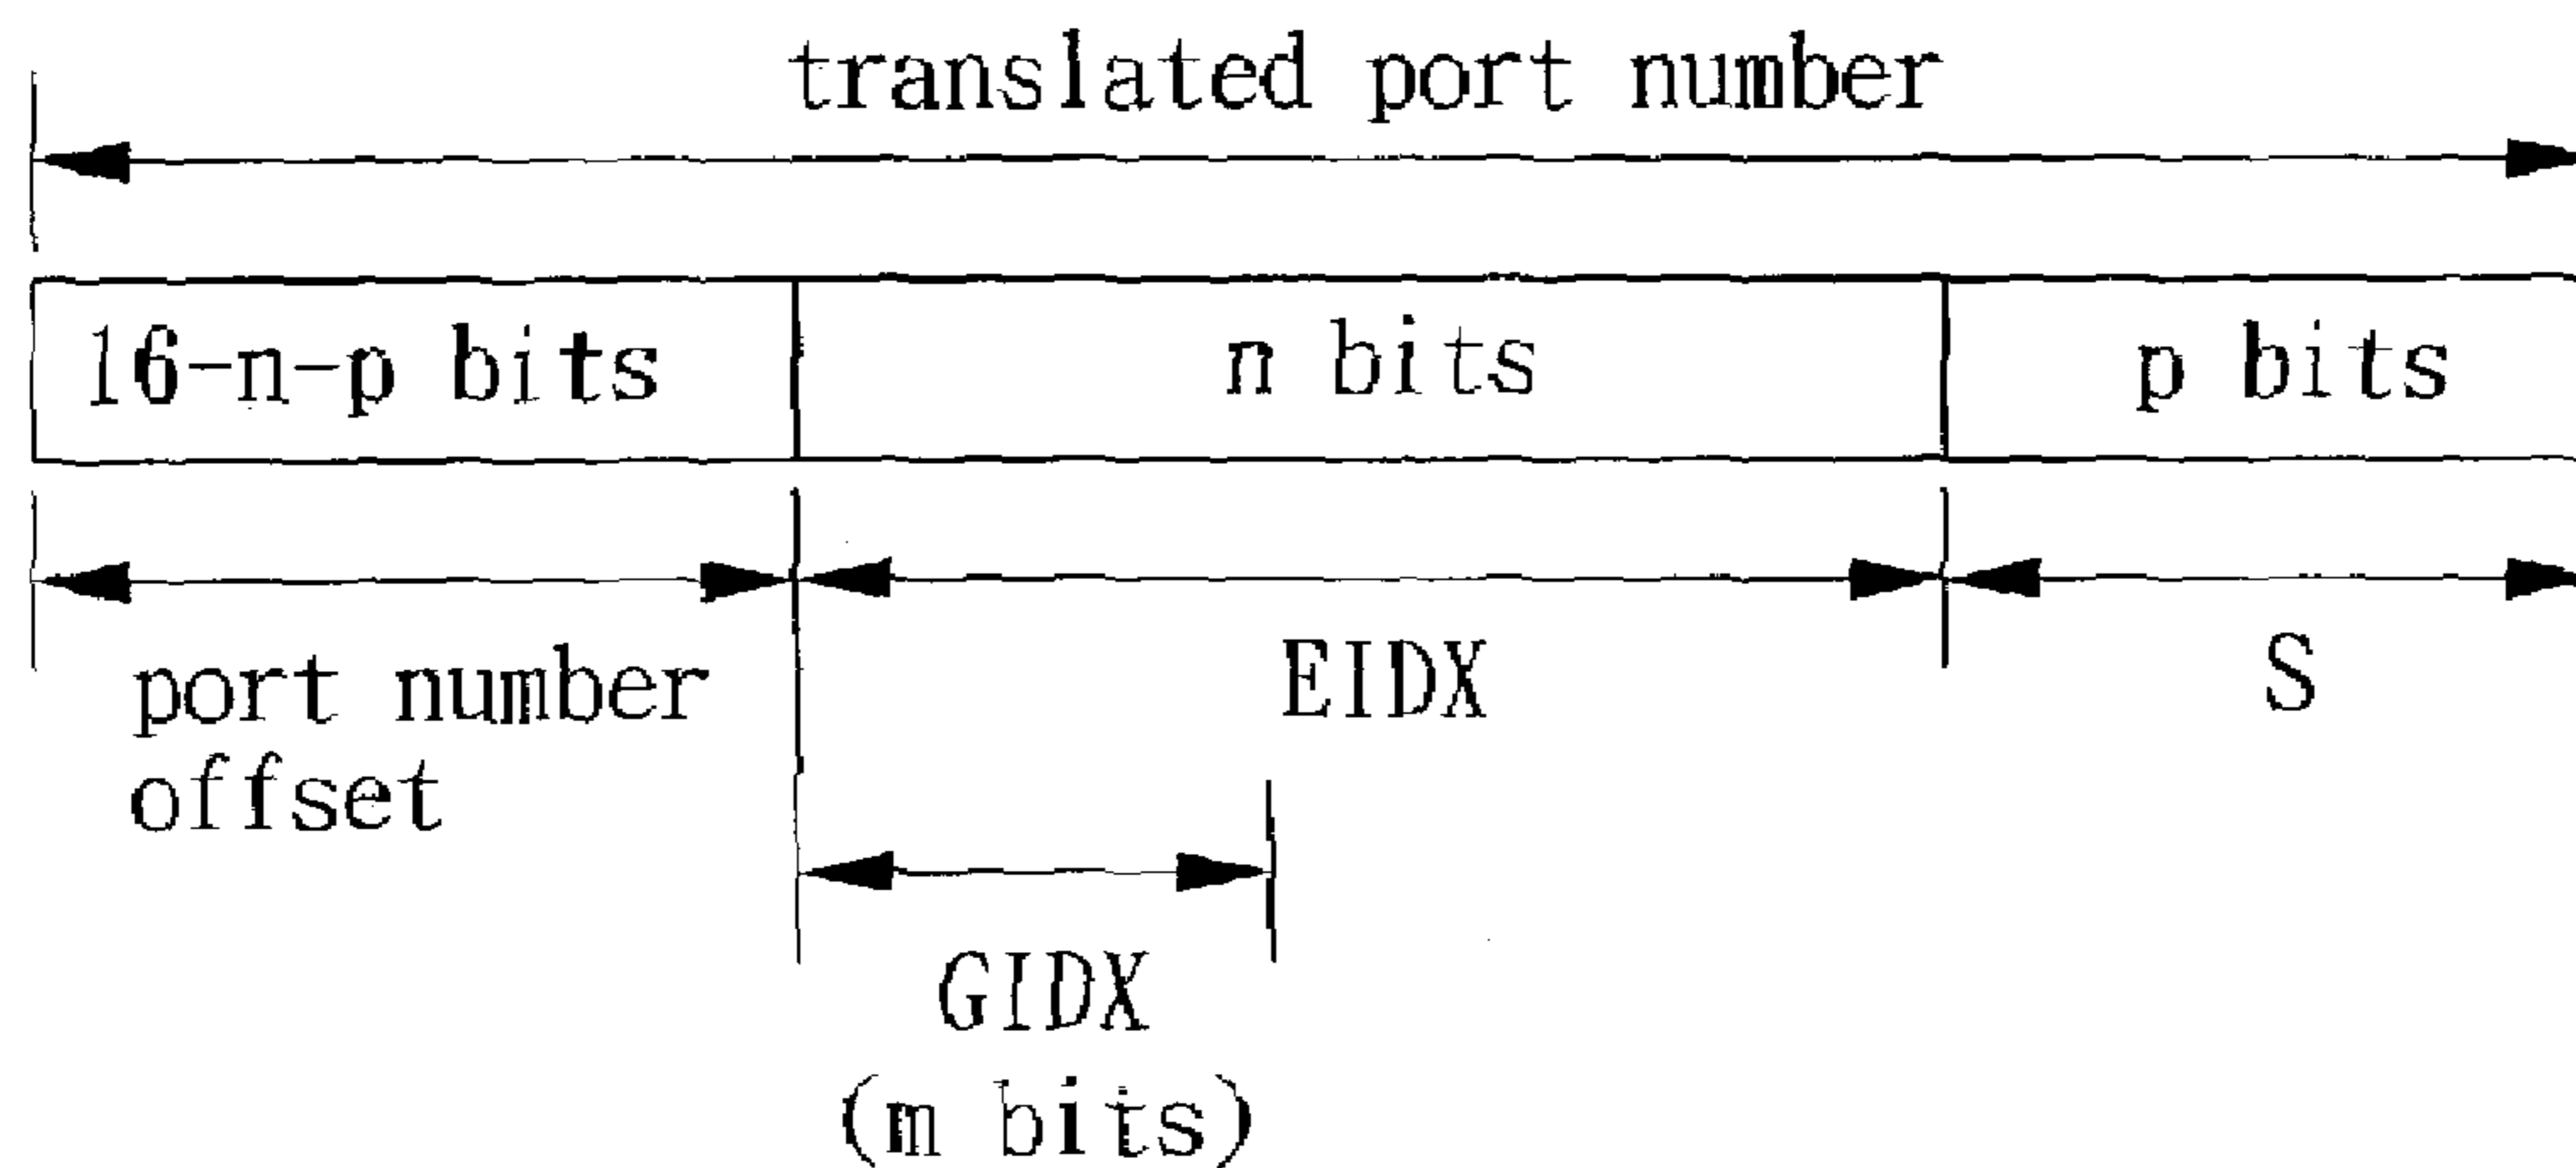 translated port number
16-n-p bits
n bits
p bits
port number
offset
EIDX
S
GIDX
(m bits)